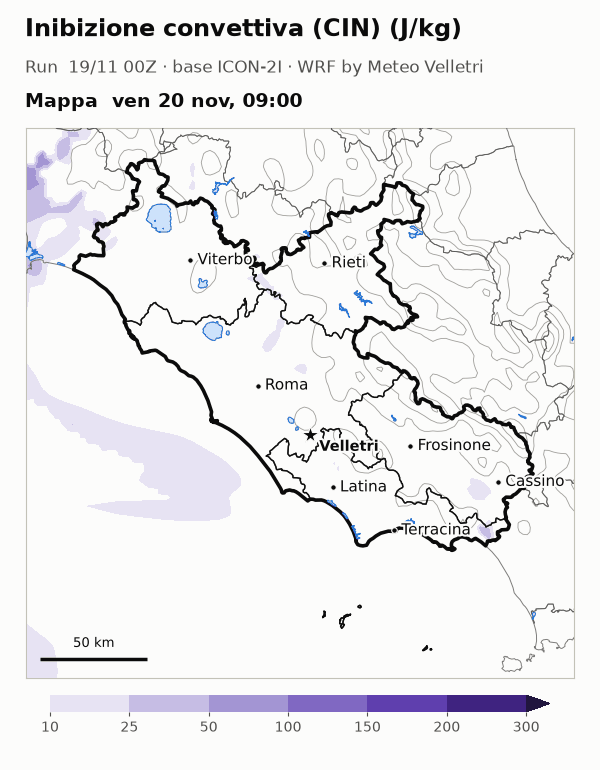 Inibizione convettiva (CIN) (J/kg)
Run  19/11 00Z · base ICON-2I · WRF by Meteo Velletri
Mappa  ven 20 nov, 09:00
Viterbo
Rieti
Roma
Velletri
Frosinone
Latina
Cassino
Terracina
50 km
10 25 50 100 150 200 300